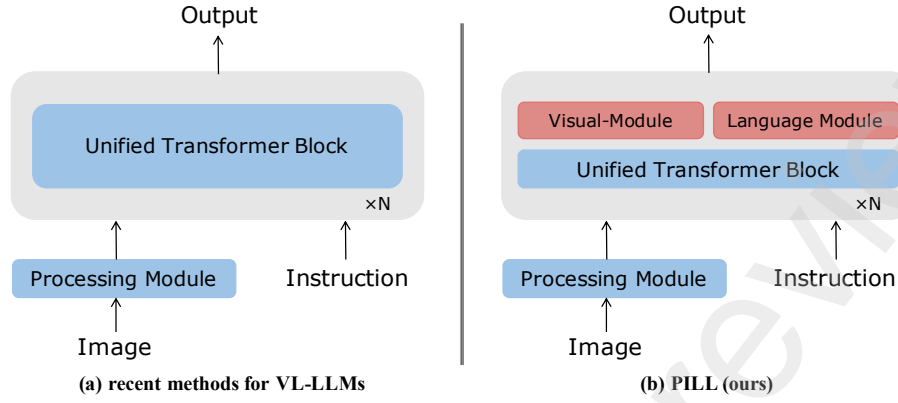 Output
Unified Transformer Block
×N
Processing Module
Instruction
Image
(a) recent methods for VL-LLMs
Output
Visual-Module
Language Module
Unified Transformer Block
×N
Processing Module
Instruction
Image
(b) PILL (ours)
review